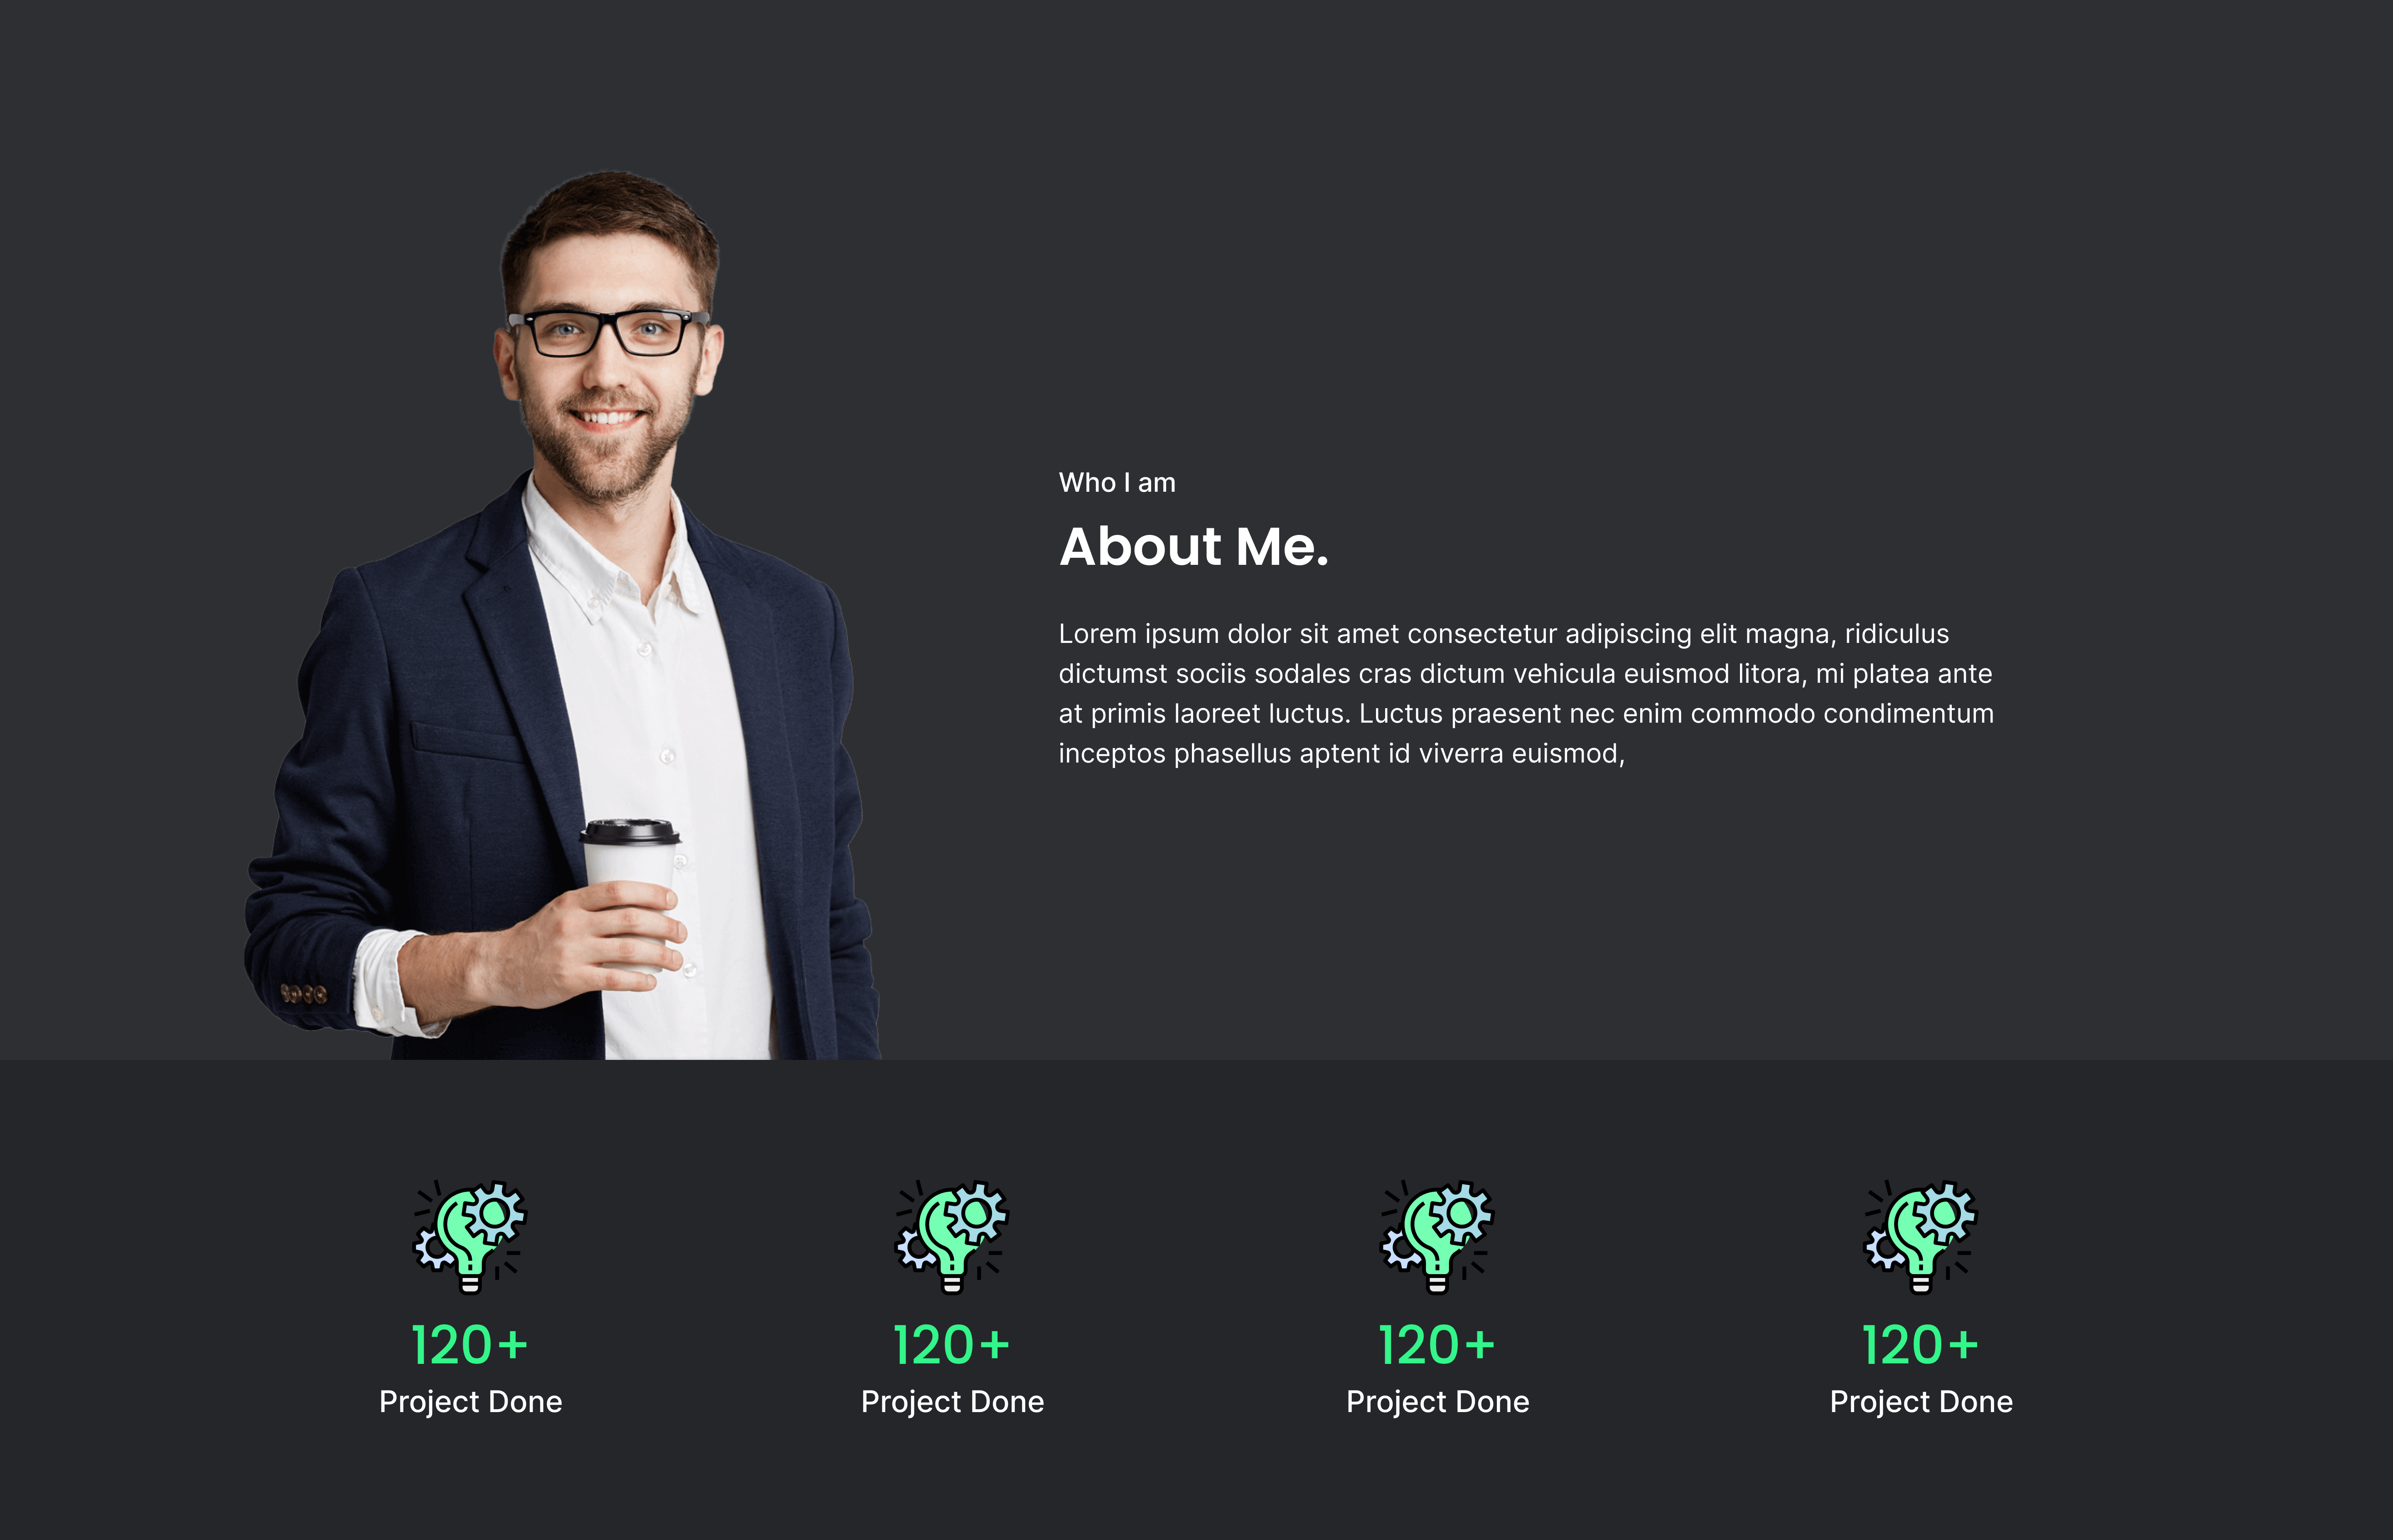 Who I am
About Me.
Lorem ipsum dolor sit amet consectetur adipiscing elit magna, ridiculus
dictumst sociis sodales cras dictum vehicula euismod litora, mi platea ante
at primis laoreet luctus. Luctus praesent nec enim commodo condimentum
inceptos phasellus aptent id viverra euismod,
120+
Project Done
120+
Project Done
120+
Project Done
120+
Project Done